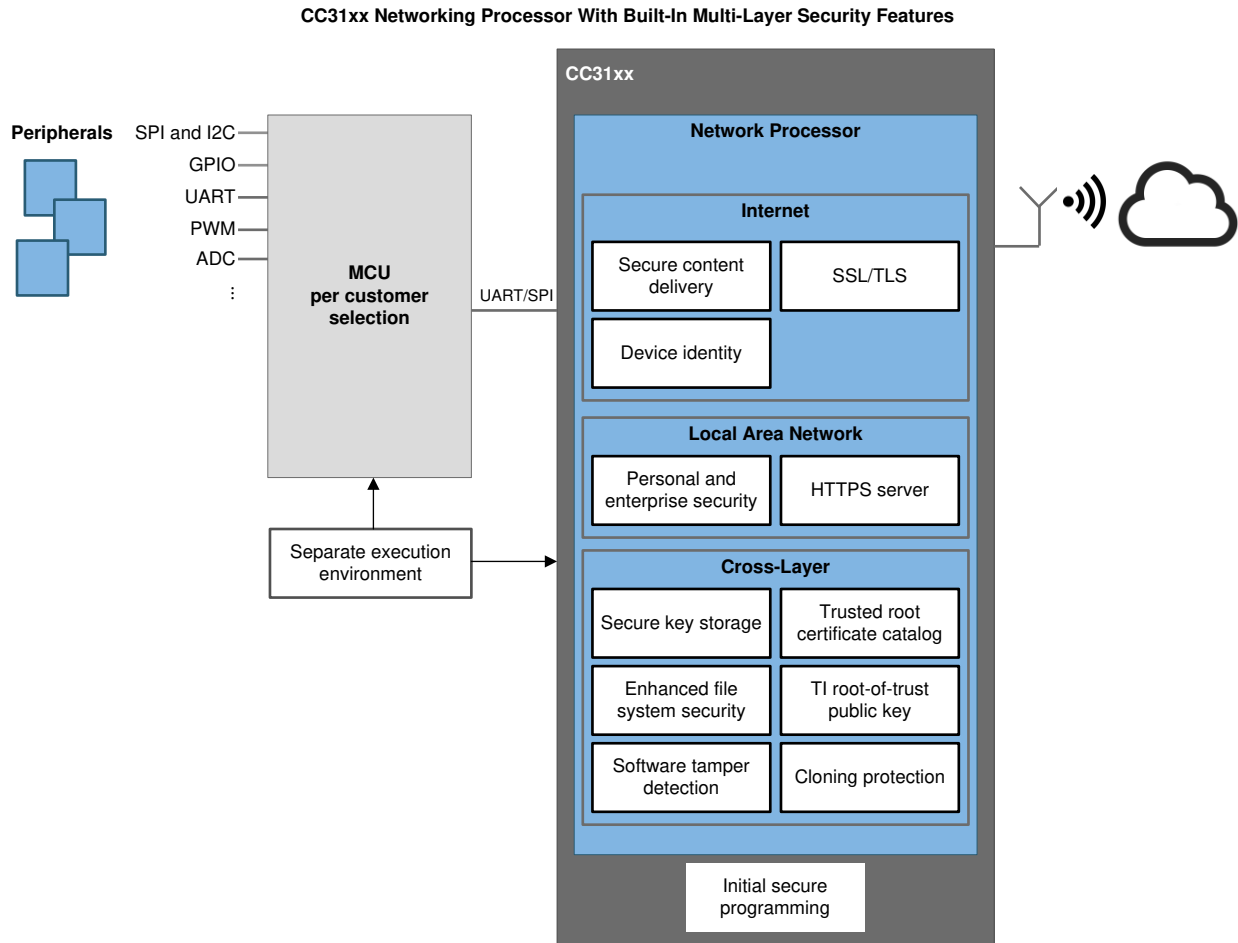 CC31xx Networking Processor With Built-In Multi-Layer Security Features
CC31xx
Peripherals
SPI and I2C
GPIO
UART
PWM
ADC
⋮
MCU
per customer
selection
UART/SPI
Separate execution
environment
Network Processor
Internet
Secure content
delivery
SSL/TLS
Device identity
Local Area Network
Personal and
enterprise security
HTTPS server
Cross-Layer
Secure key storage
Trusted root
certificate catalog
Enhanced file
system security
TI root-of-trust
public key
Software tamper
detection
Cloning protection
Initial secure
programming